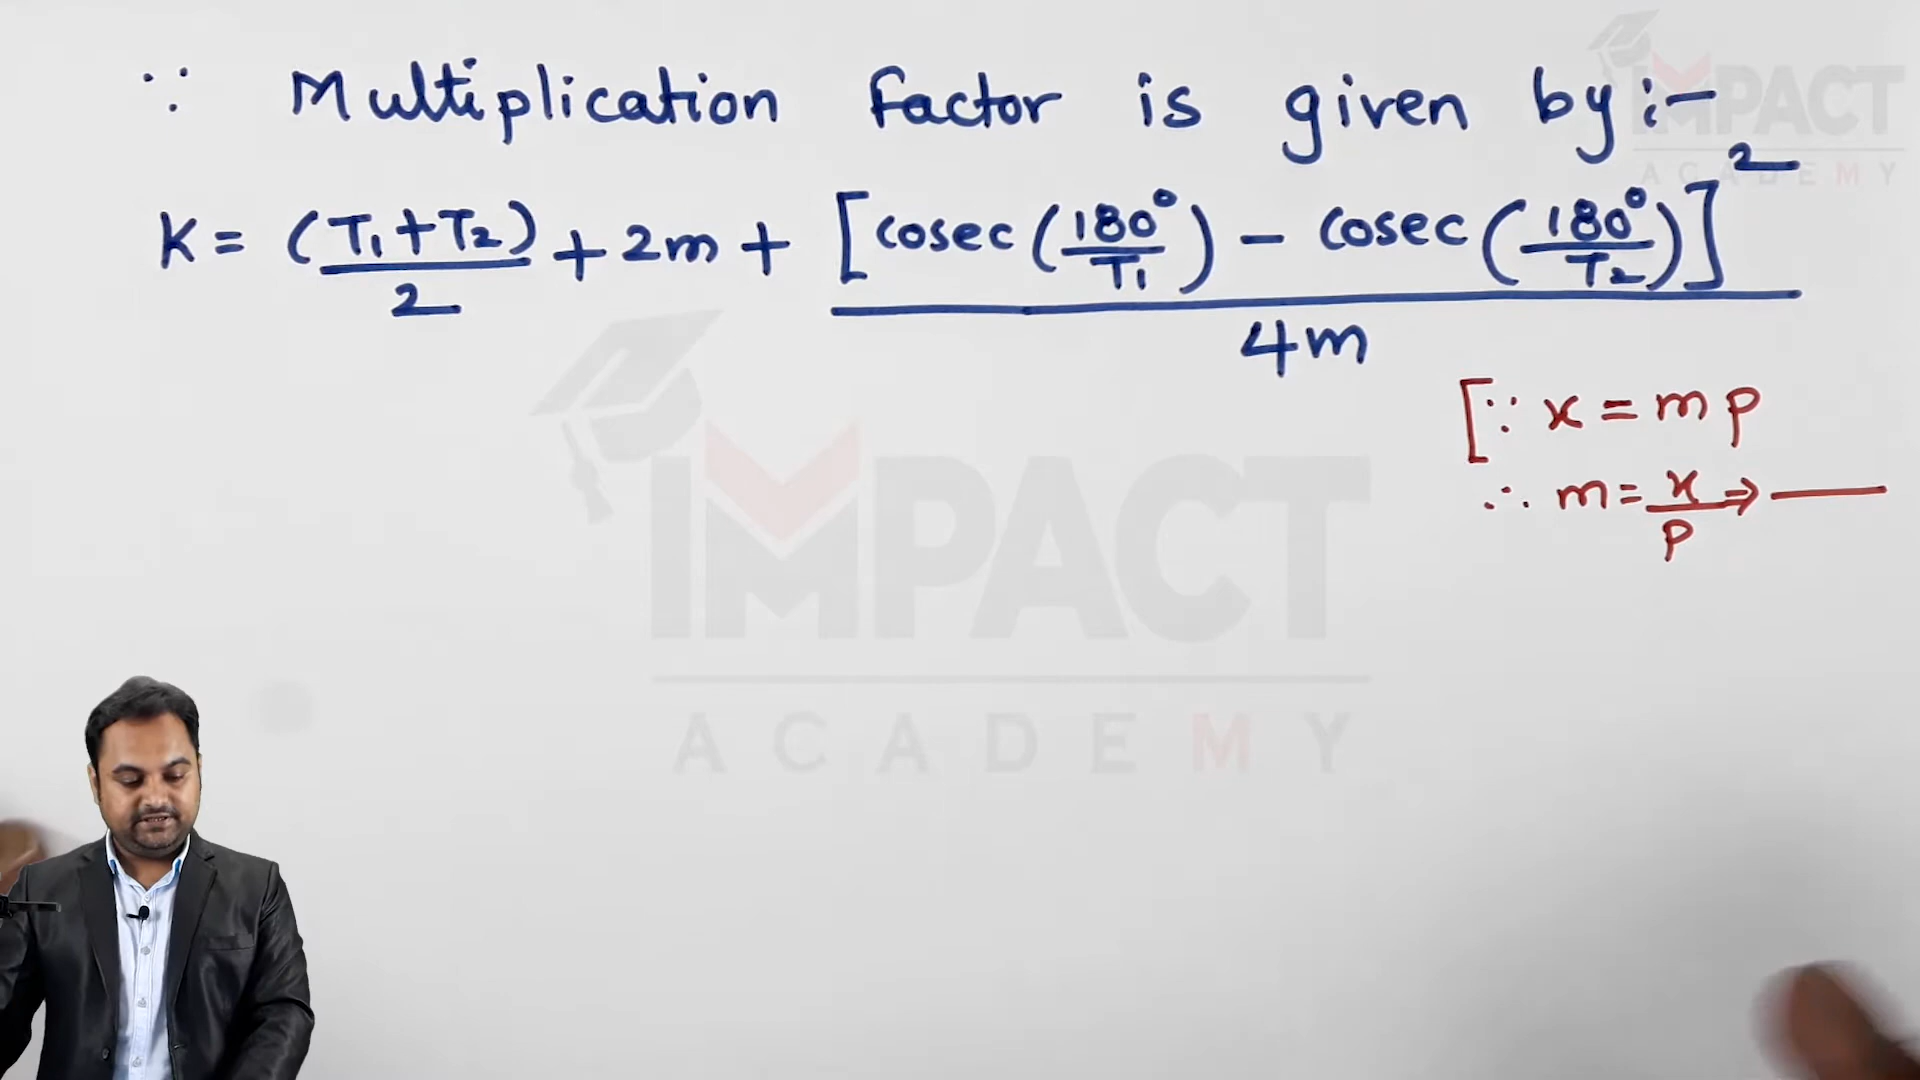 ∵ Multiplication Factor is given by:-
K = (T₁+T₂)/2 + 2m + [cosec(180°/T₁) - cosec(180°/T₂)]²/4m
[∵ x = mp
∴ m = x/p ⇒ —
IMPACT
ACADEMY
IMPACT
ACADEMY